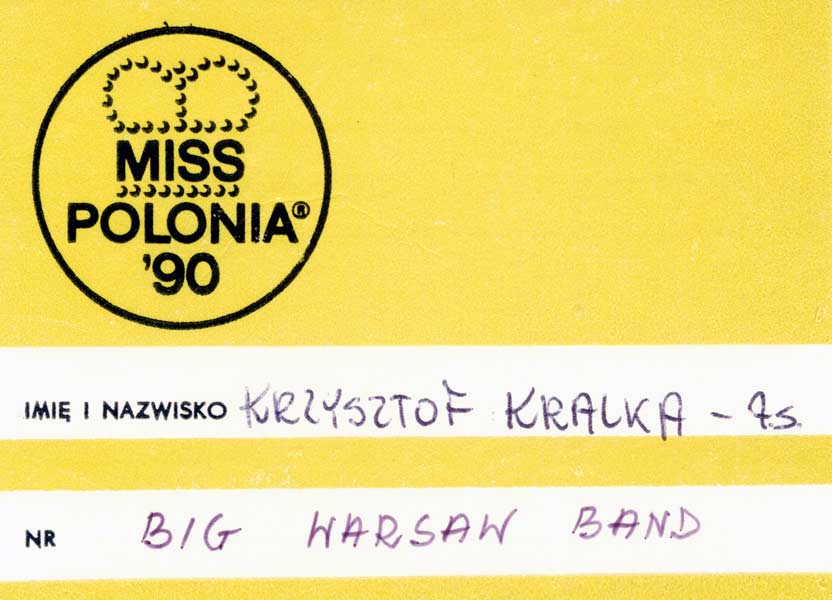 MISS
POLONIA®
'90
IMIĘ I NAZWISKO KRZYSZTOF KRALKA -
NR BIG WARSAW BAND